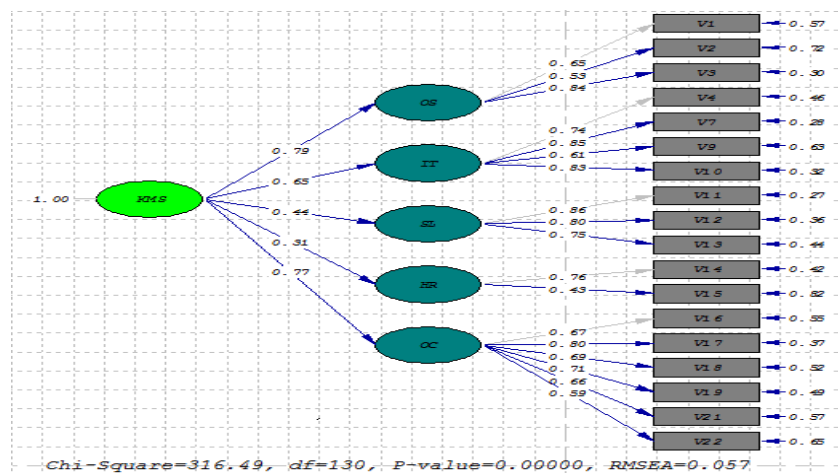 V1
0.57
0.65
V2
0.72
0.53
V3
0.30
0.84
OS
V4
0.46
0.74
V7
0.28
0.85
0.79
V9
0.63
0.61
IT
V10
0.32
0.83
0.65
1.00
KMS
V11
0.27
0.86
0.44
V12
0.36
0.80
SL
V13
0.44
0.75
0.31
V14
0.42
0.76
0.77
HR
V15
0.82
0.43
V16
0.55
0.67
OC
V17
0.37
0.80
V18
0.52
0.69
V19
0.49
0.71
V21
0.57
0.66
V22
0.65
0.59
Chi-Square=316.49, df=130, P-value=0.00000, RMSEA=0.057